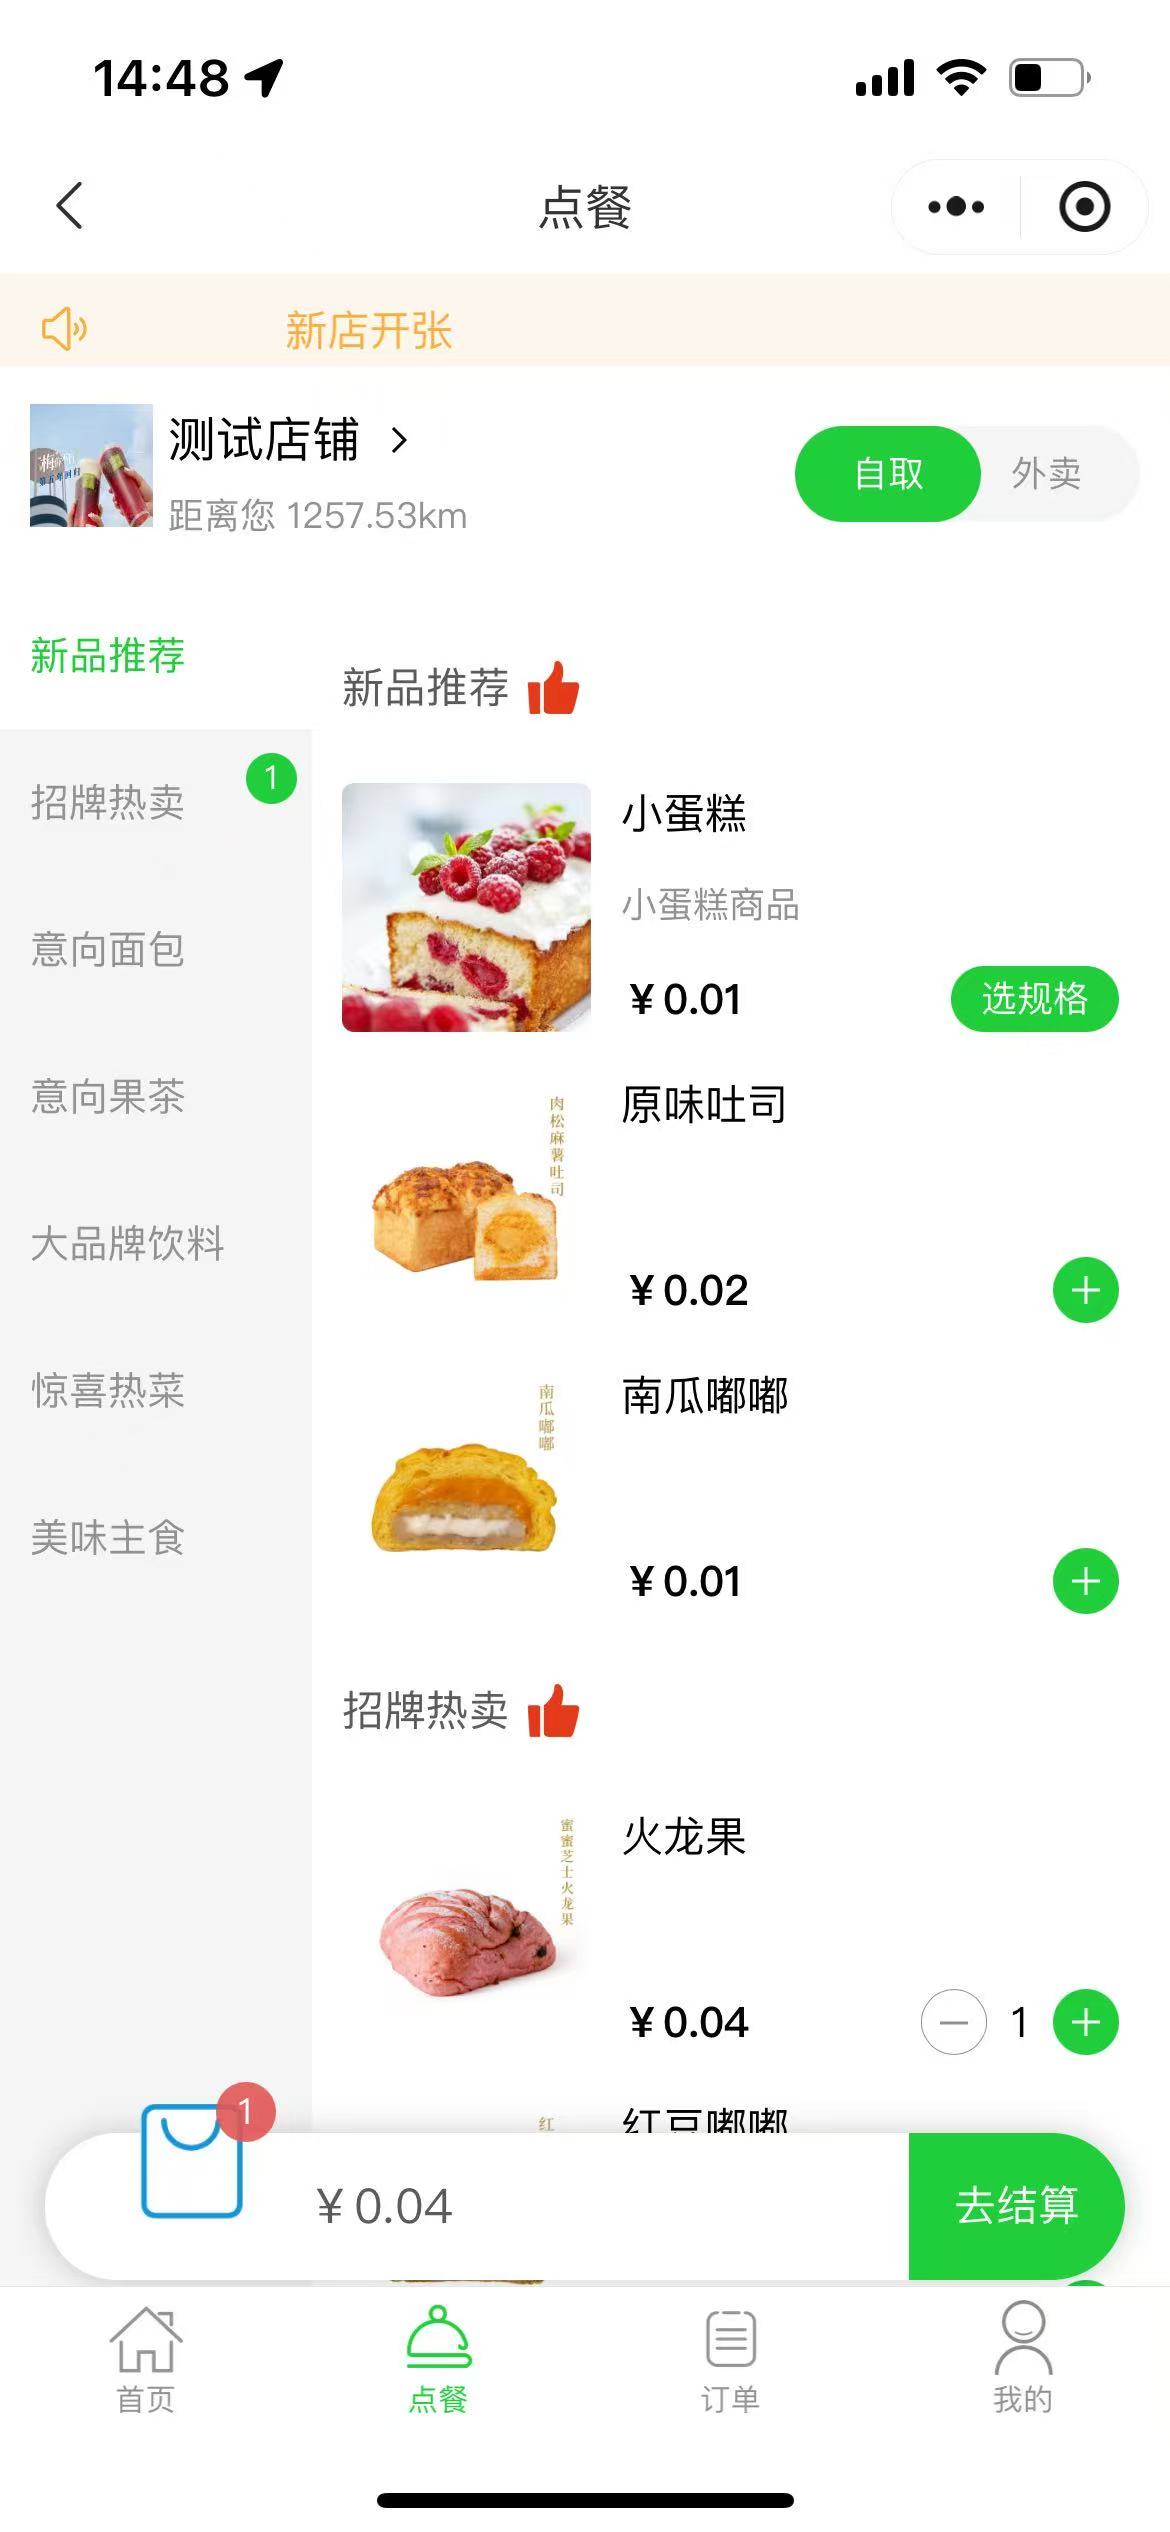 14:48
点餐
新店开张
测试店铺
距离您 1257.53km
自取
外卖
新品推荐
招牌热卖
1
意向面包
意向果茶
大品牌饮料
惊喜热菜
美味主食
新品推荐
小蛋糕
小蛋糕商品
¥ 0.01
选规格
肉松麻薯吐司
原味吐司
¥ 0.02
南瓜嘟嘟
南瓜嘟嘟
¥ 0.01
招牌热卖
蜜蜜芝士火龙果
火龙果
¥ 0.04
1
红
红豆嘟嘟
1
¥ 0.04
去结算
首页
点餐
订单
我的